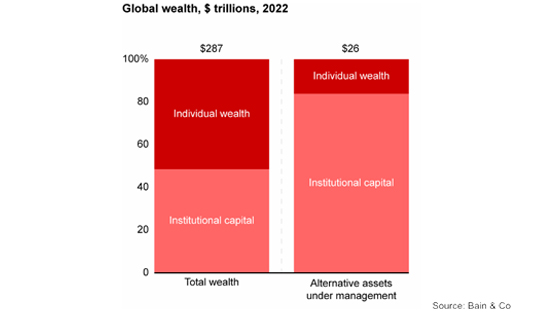 Global wealth, $ trillions, 2022
$287
$26
100%
80
60
40
20
0
Individual wealth
Institutional capital
Individual wealth
Institutional capital
Total wealth
Alternative assets
under management
Source: Bain & Co